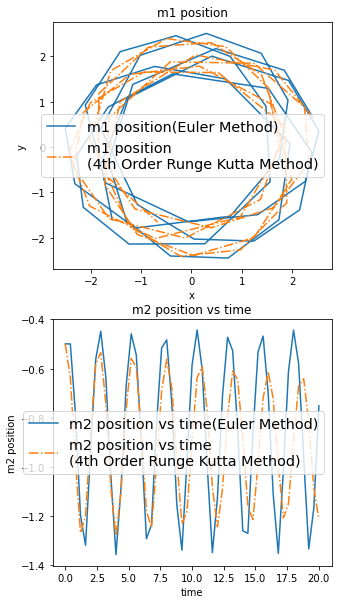 m1 position
2
1
0
−1
−2
y
m1 position(Euler Method)
m1 position
(4th Order Runge Kutta Method)
−2
−1
0
1
2
x
m2 position vs time
−0.4
−0.6
−0.8
−1.0
−1.2
−1.4
m2 position
m2 position vs time(Euler Method)
m2 position vs time
(4th Order Runge Kutta Method)
0.0
2.5
5.0
7.5
10.0
12.5
15.0
17.5
20.0
time